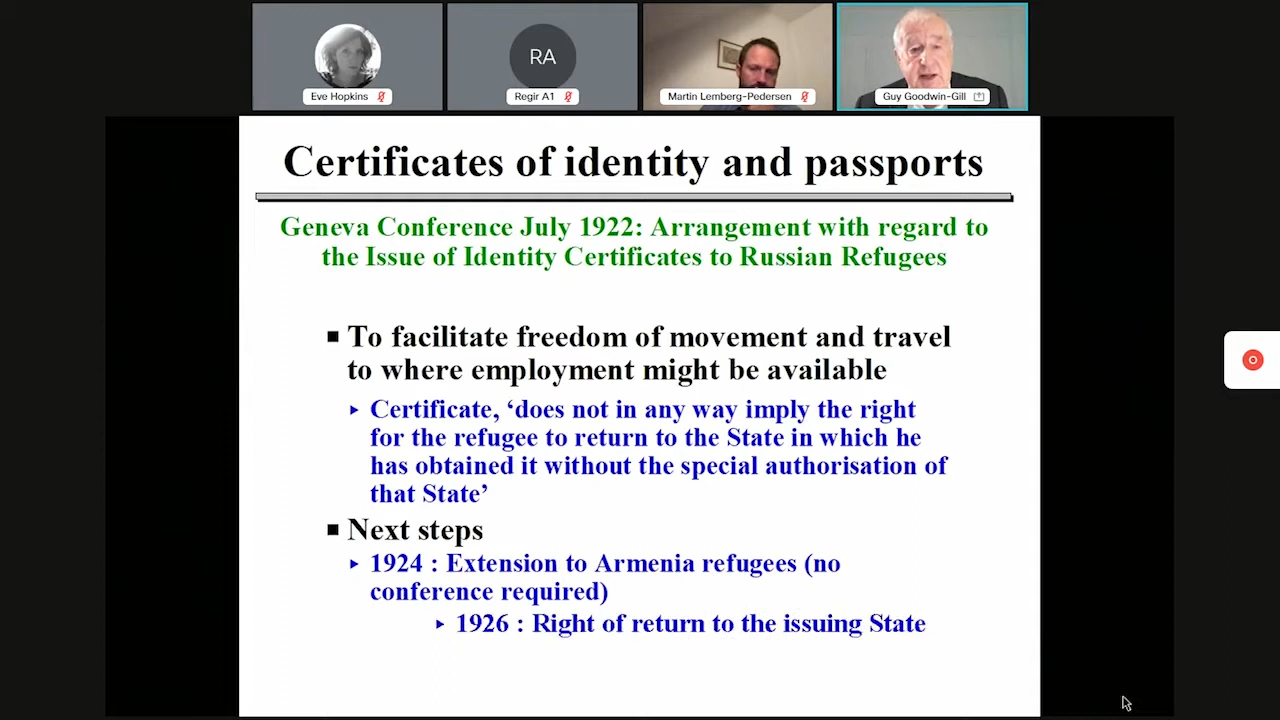 Eve Hopkins
RA
Regir A1
Martin Lemberg-Pedersen
Guy Goodwin-Gill
Certificates of identity and passports
Geneva Conference July 1922: Arrangement with regard to
the Issue of Identity Certificates to Russian Refugees
To facilitate freedom of movement and travel
to where employment might be available
Certificate, ‘does not in any way imply the right
for the refugee to return to the State in which he
has obtained it without the special authorisation of
that State’
Next steps
1924 : Extension to Armenia refugees (no
conference required)
1926 : Right of return to the issuing State